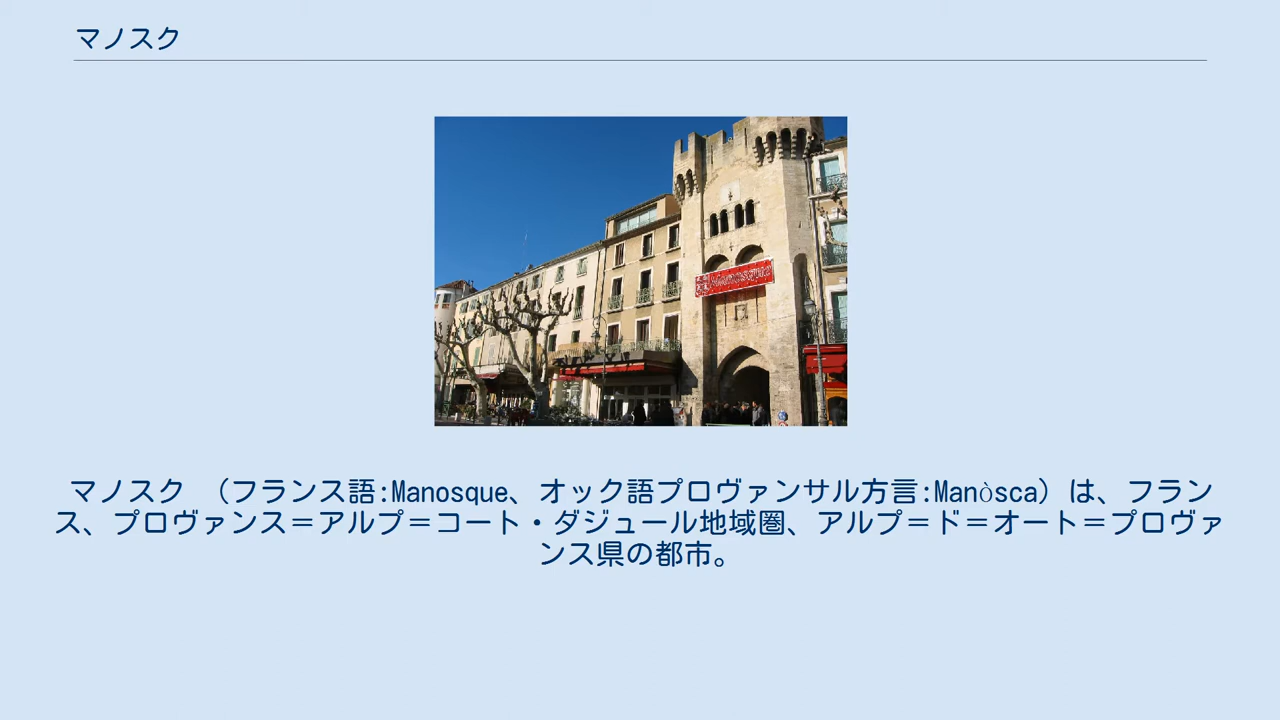 マノスク
Manosque
マノスク （フランス語:Manosque、オック語プロヴァンサル方言:Manòsca）は、フラン
ス、プロヴァンス＝アルプ＝コート・ダジュール地域圏、アルプ＝ド＝オート＝プロヴァ
ンス県の都市。